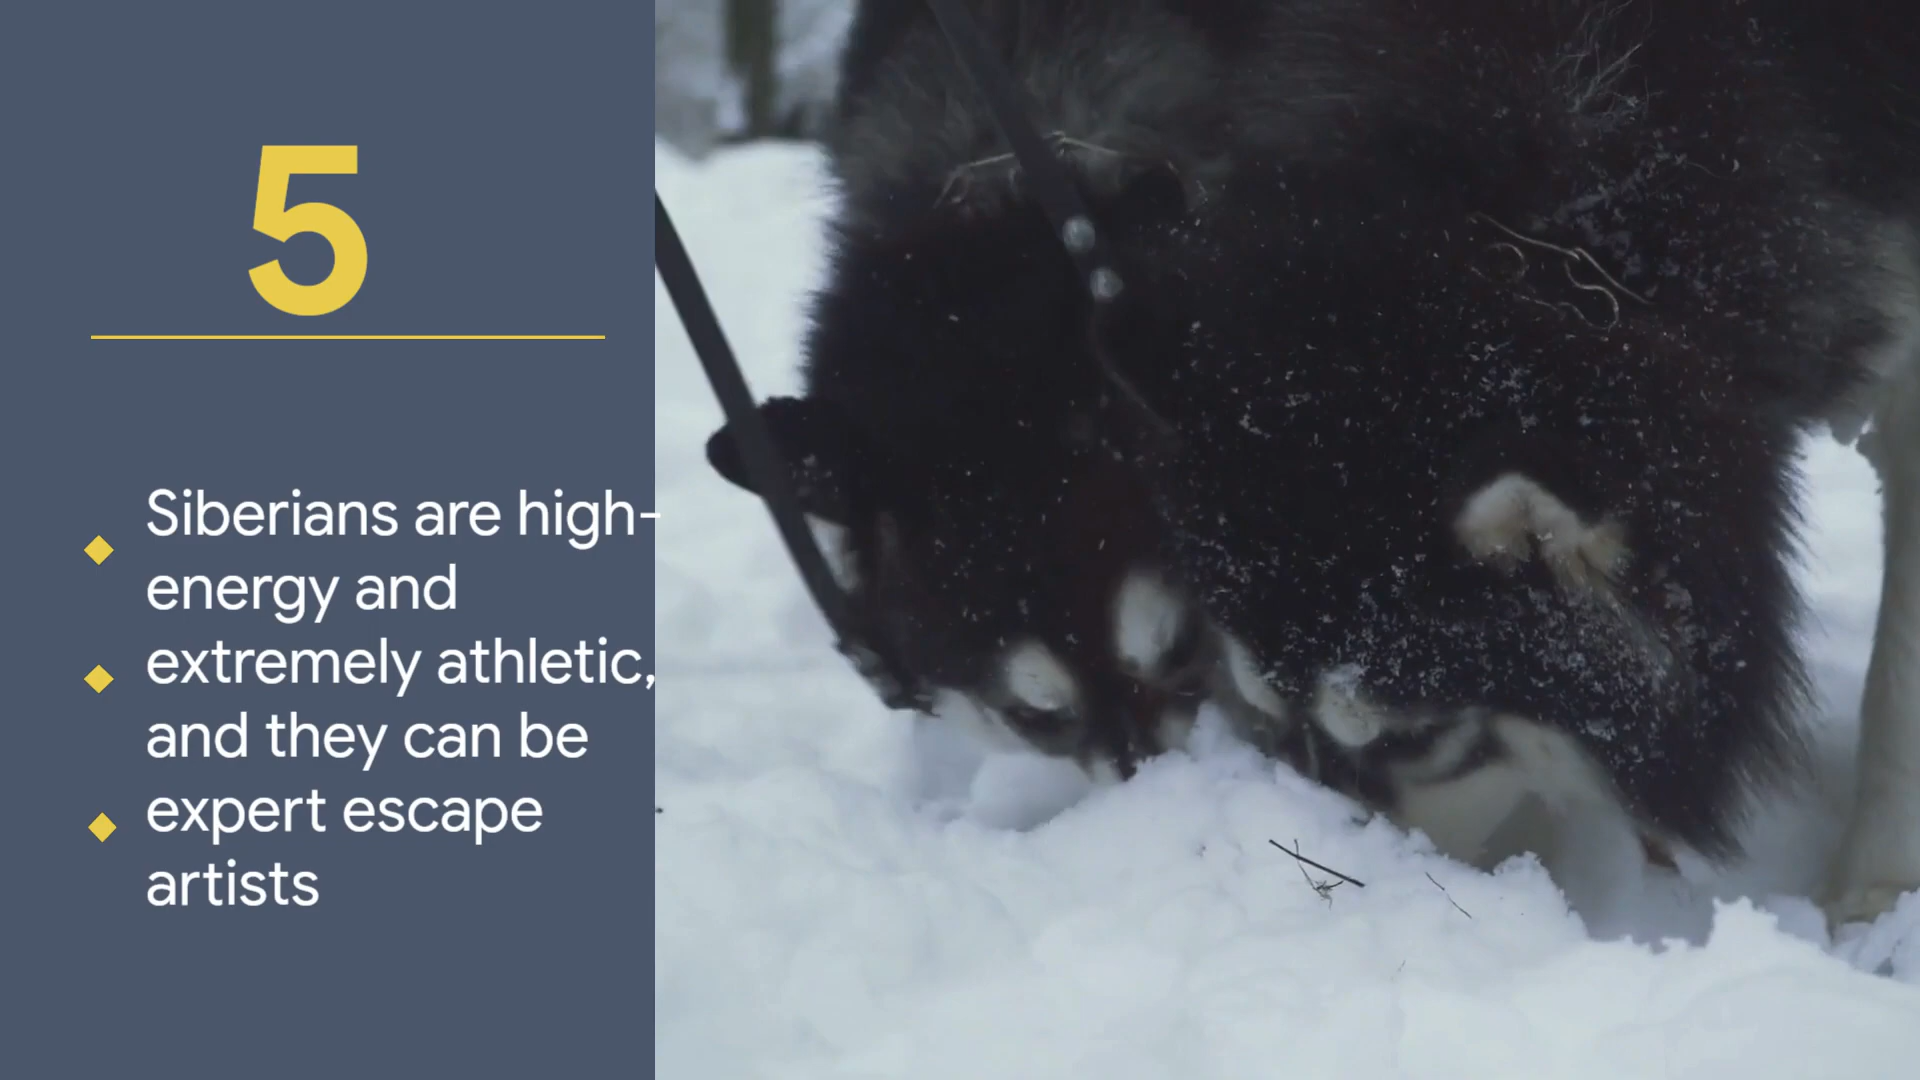 5
Siberians are high-
energy and
extremely athletic,
and they can be
expert escape
artists